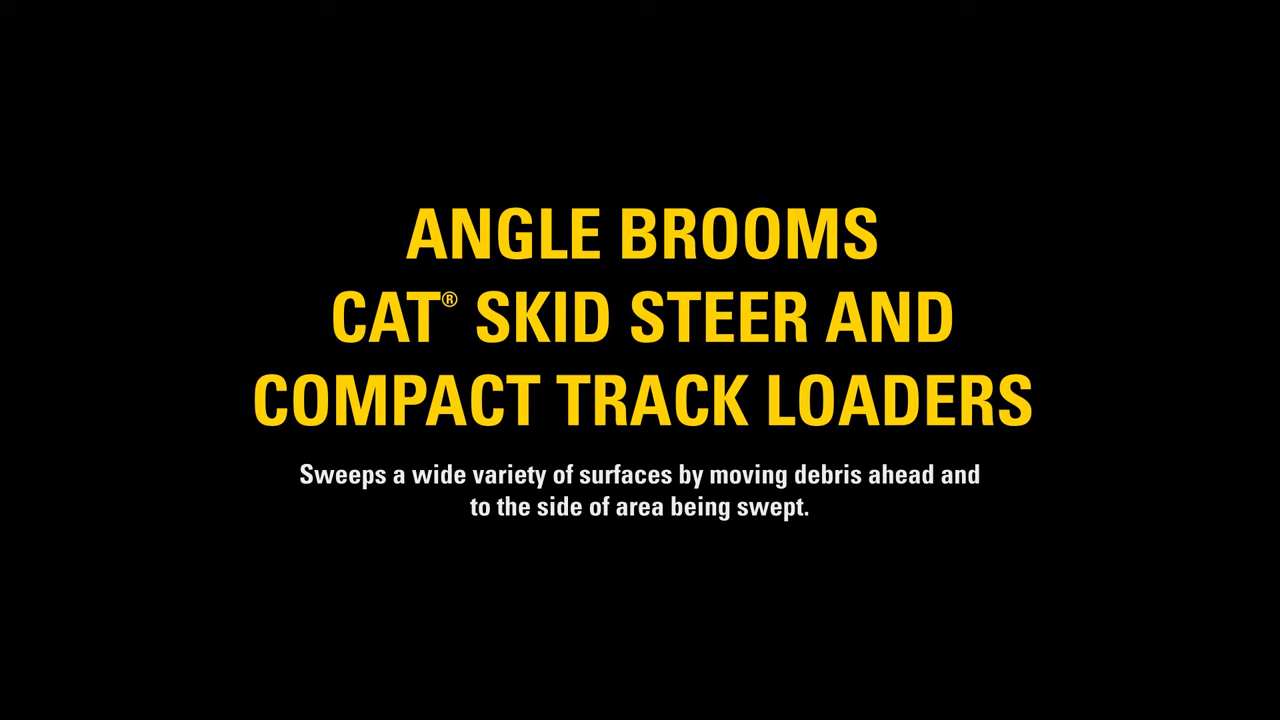 ANGLE BROOMS
CAT® SKID STEER AND
COMPACT TRACK LOADERS
Sweeps a wide variety of surfaces by moving debris ahead and
to the side of area being swept.